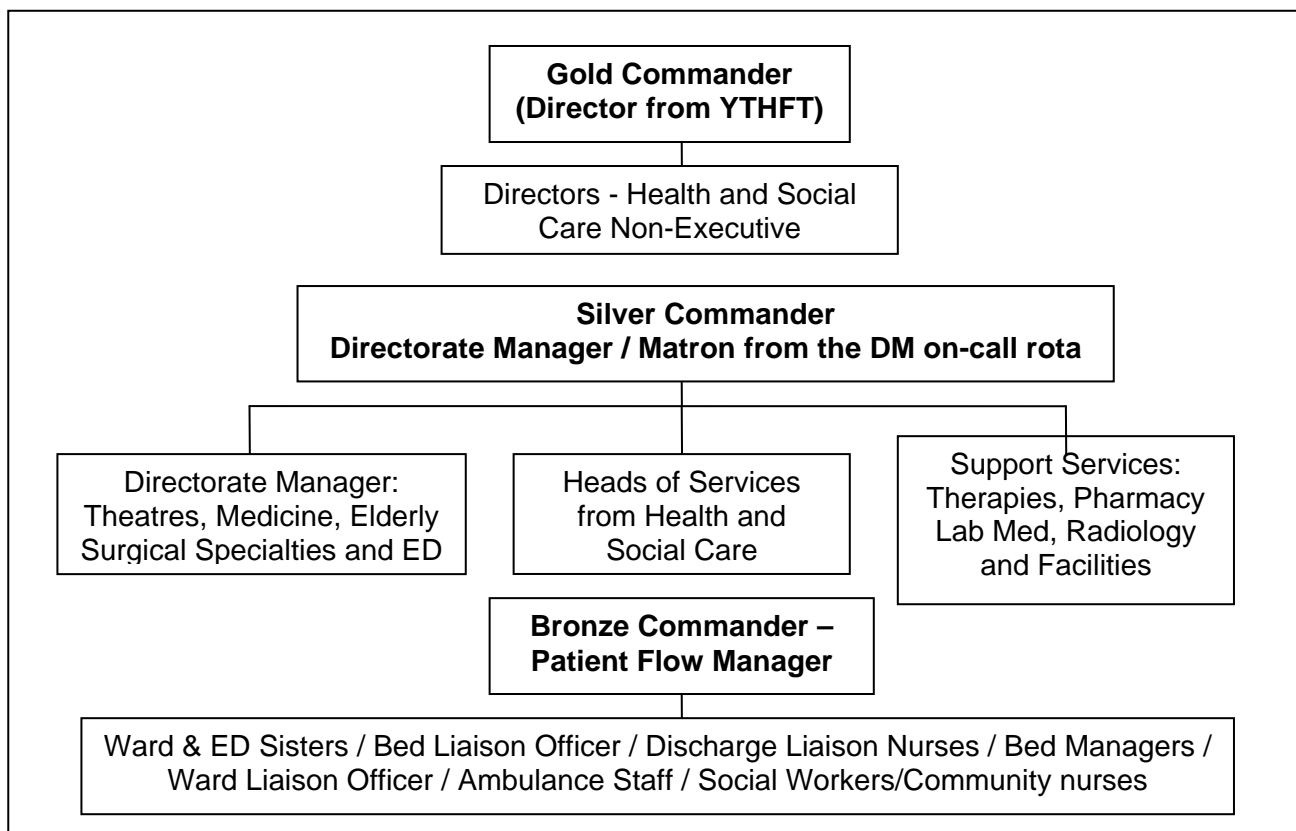 Gold Commander
(Director from YTHFT)
Directors - Health and Social
Care Non-Executive
Silver Commander
Directorate Manager / Matron from the DM on-call rota
Directorate Manager:
Theatres, Medicine, Elderly
Surgical Specialties and ED
Heads of Services
from Health and
Social Care
Support Services:
Therapies, Pharmacy
Lab Med, Radiology
and Facilities
Bronze Commander –
Patient Flow Manager
Ward & ED Sisters / Bed Liaison Officer / Discharge Liaison Nurses / Bed Managers /
Ward Liaison Officer / Ambulance Staff / Social Workers/Community nurses